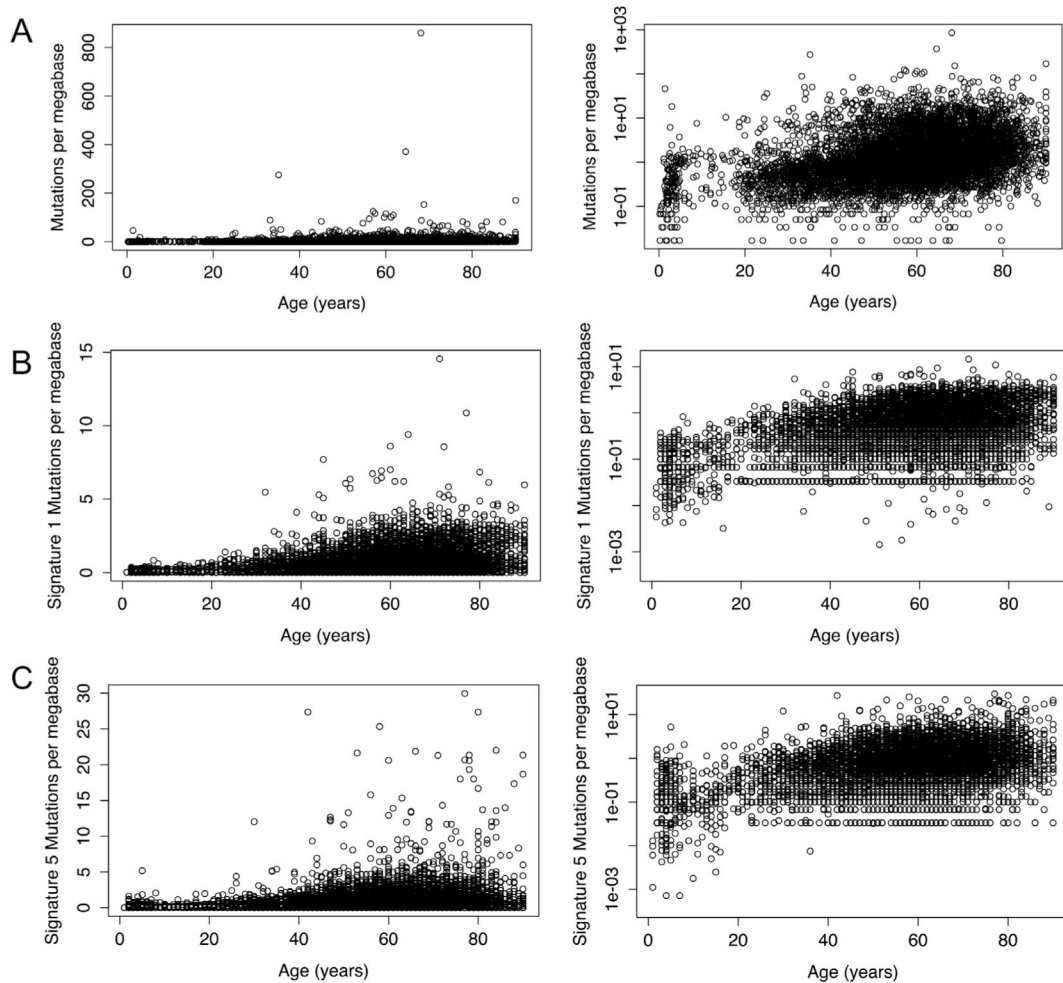 A
Mutations per megabase
800
600
400
200
0
0 20 40 60 80
Age (years)
Mutations per megabase
1e+03
1e+01
1e-01
0 20 40 60 80
Age (years)
B
Signature 1 Mutations per megabase
15
10
5
0
0 20 40 60 80
Age (years)
Signature 1 Mutations per megabase
1e+01
1e-01
1e-03
0 20 40 60 80
Age (years)
C
Signature 5 Mutations per megabase
30
25
20
15
10
5
0
0 20 40 60 80
Age (years)
Signature 5 Mutations per megabase
1e+01
1e-01
1e-03
0 20 40 60 80
Age (years)